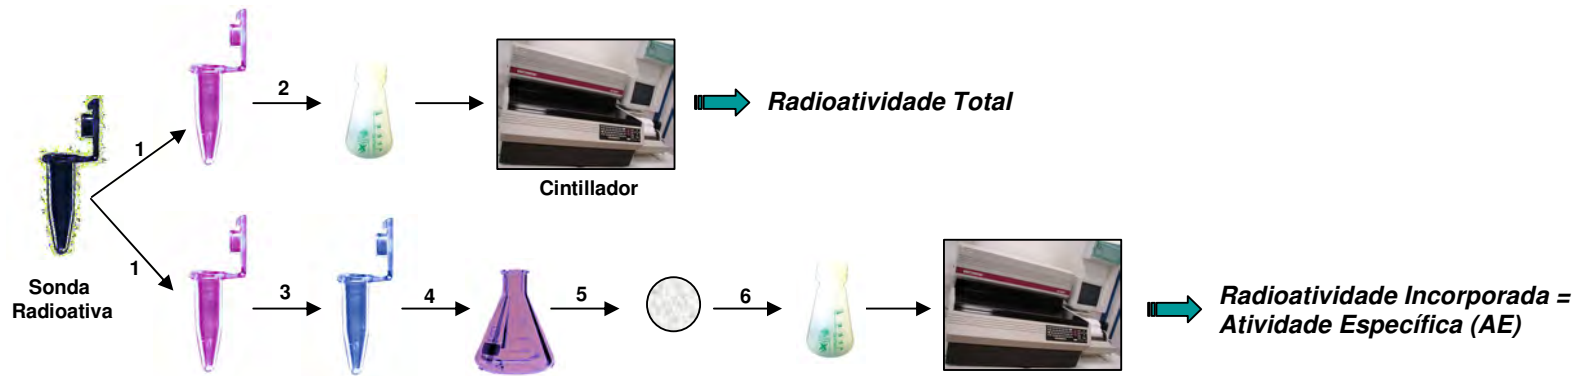 2
Radioatividade Total
1
Cintillador
1
Sonda
Radioativa
3
4
5
6
Radioatividade Incorporada =
Atividade Específica (AE)